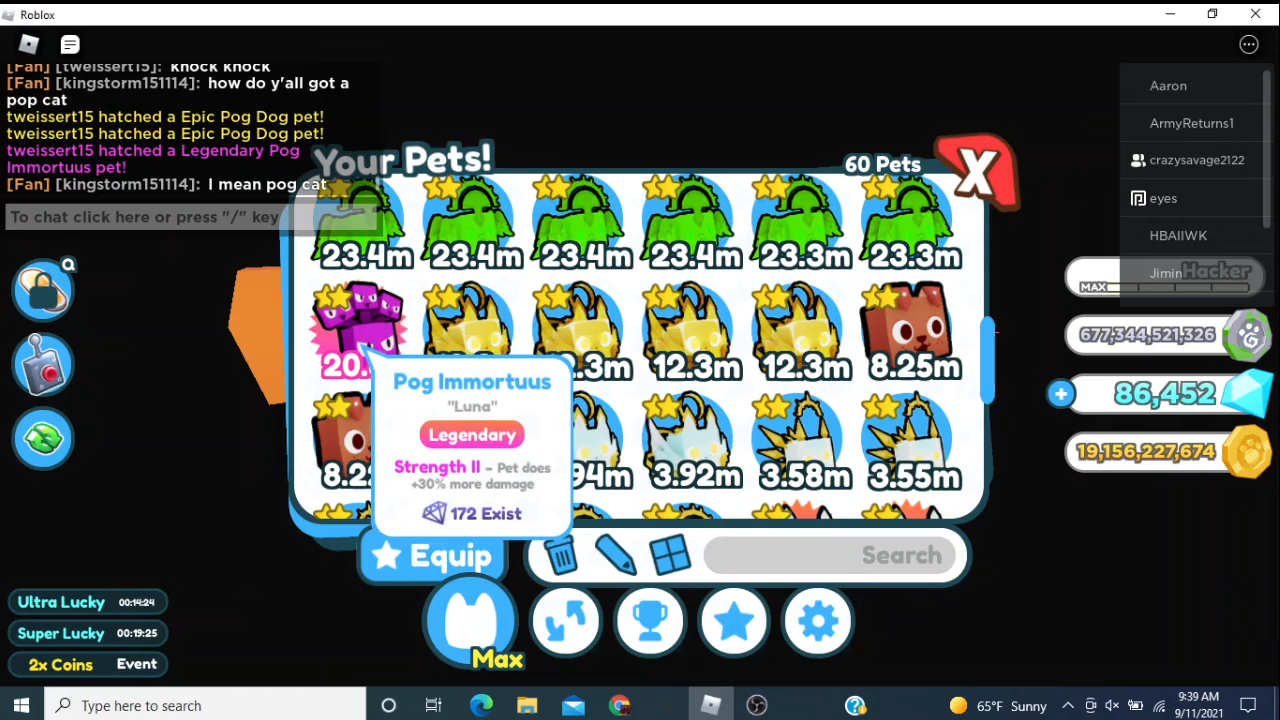 Roblox
[Fan] [tweissert15]: knock knock
[Fan] [kingstorm151114]: how do y'all got a
pop cat
tweissert15 hatched a Epic Pog Dog pet!
tweissert15 hatched a Epic Pog Dog pet!
tweissert15 hatched a Legendary Pog
Immortuus pet!
[Fan] [kingstorm151114]: I mean pog cat
To chat click here or press "/" key
Your Pets!
60 Pets
X
Aaron
ArmyReturns1
crazysavage2122
eyes
HBAIIWK
Jimin
Hacker
MAX
677,344,521,326
86,452
19,156,227,674
Q
23.4m 23.4m 23.4m 23.4m 23.3m 23.3m
20. .3m 12.3m 12.3m 8.25m
8.2 94m 3.92m 3.58m 3.55m
Pog Immortuus
"Luna"
Legendary
Strength II - Pet does
+30% more damage
172 Exist
Equip
Search
Max
Ultra Lucky 00:14:24
Super Lucky 00:19:25
2x Coins Event
Type here to search
65°F Sunny
9:39 AM
9/11/2021